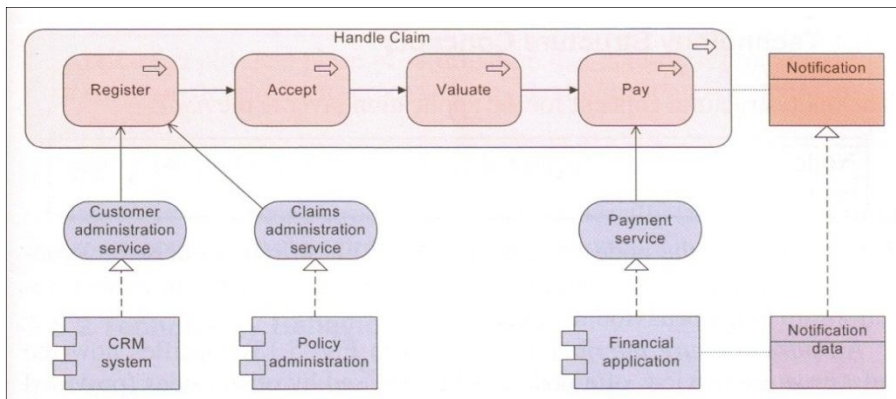 Handle Claim
Register
Accept
Valuate
Pay
Notification
Customer
administration
service
Claims
administration
service
Payment
service
CRM
system
Policy
administration
Financial
application
Notification
data